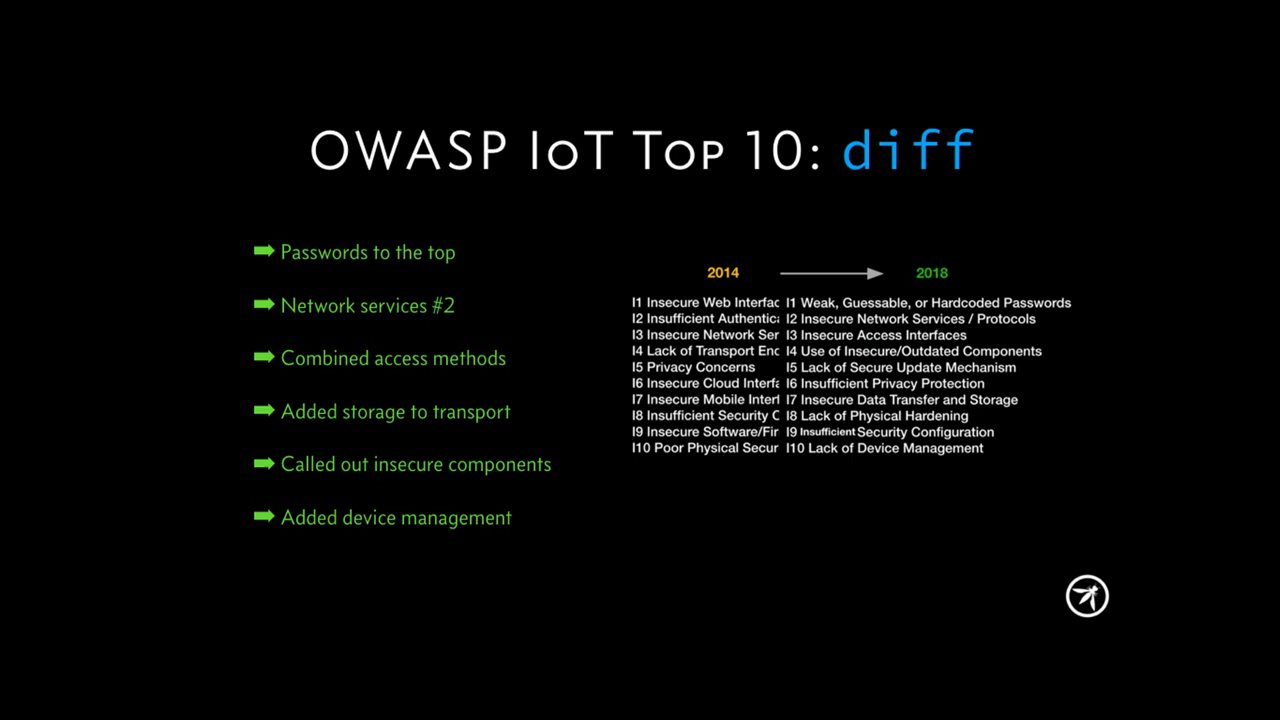 OWASP IoT Top 10: diff
➡ Passwords to the top
➡ Network services #2
➡ Combined access methods
➡ Added storage to transport
➡ Called out insecure components
➡ Added device management
2014
I1 Insecure Web Interfac
I2 Insufficient Authentica
I3 Insecure Network Ser
I4 Lack of Transport Enc
I5 Privacy Concerns
I6 Insecure Cloud Interfa
I7 Insecure Mobile Interf
I8 Insufficient Security C
I9 Insecure Software/Fir
I10 Poor Physical Secur
2018
I1 Weak, Guessable, or Hardcoded Passwords
I2 Insecure Network Services / Protocols
I3 Insecure Access Interfaces
I4 Use of Insecure/Outdated Components
I5 Lack of Secure Update Mechanism
I6 Insufficient Privacy Protection
I7 Insecure Data Transfer and Storage
I8 Lack of Physical Hardening
I9 Insufficient Security Configuration
I10 Lack of Device Management